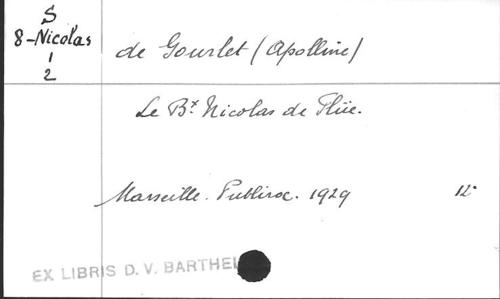 S
8-Nicolas
1
2
de Gourlet (Apolline)
Le Bx Nicolas de Flüe.
Marseille. Publiroc. 1929 12°
EX LIBRIS D. V. BARTHEL